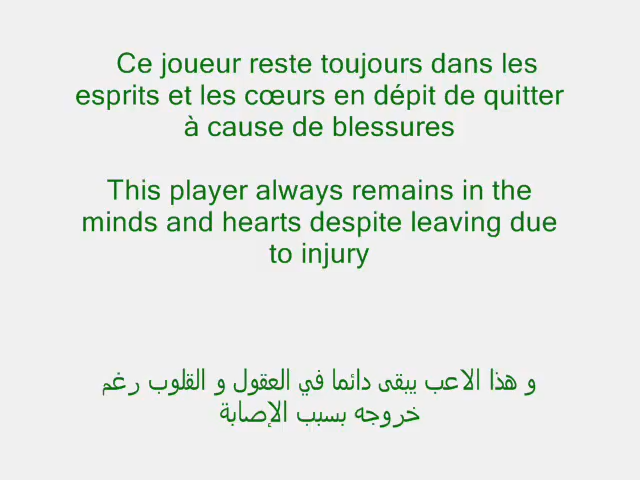 Ce joueur reste toujours dans les
esprits et les cœurs en dépit de quitter
à cause de blessures
This player always remains in the
minds and hearts despite leaving due
to injury
و هذا الاعب يبقى دائما في العقول و القلوب رغم
خروجه بسبب الإصابة